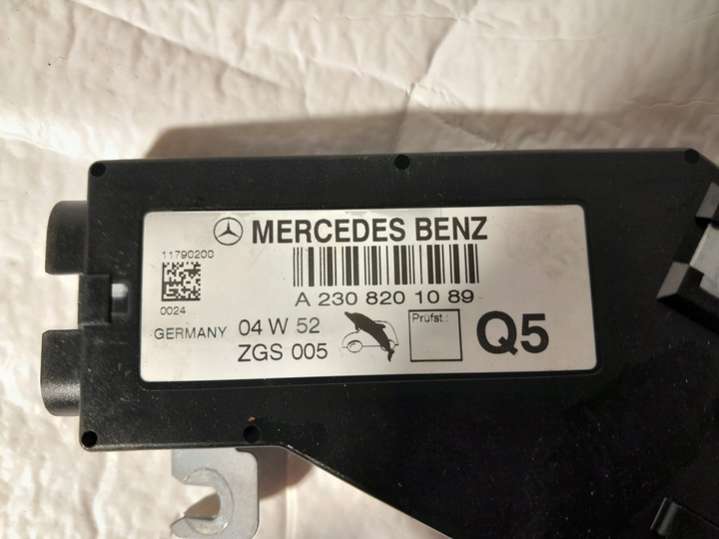 MERCEDES BENZ
11790200
0024
A 230 820 10 89
GERMANY
04 W 52
ZGS 005
Prüfst.
Q5